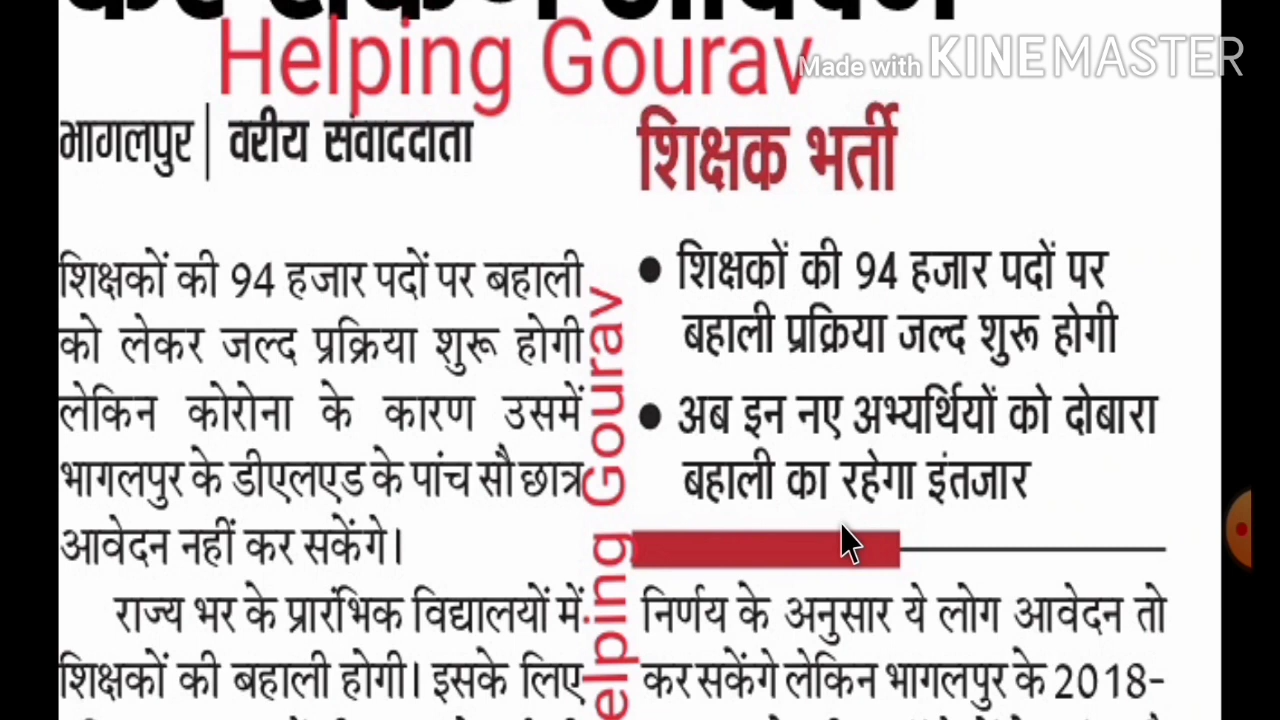 Helping Gourav
Made with KINEMASTER
भागलपुर | वरीय संवाददाता
शिक्षकों की 94 हजार पदों पर बहाली
को लेकर जल्द प्रक्रिया शुरू होगी
लेकिन कोरोना के कारण उसमें
भागलपुर के डीएलएड के पांच सौ छात्र
आवेदन नहीं कर सकेंगे।
राज्य भर के प्रारंभिक विद्यालयों में
शिक्षकों की बहाली होगी। इसके लिए
Helping Gourav
शिक्षक भर्ती
● शिक्षकों की 94 हजार पदों पर
बहाली प्रक्रिया जल्द शुरू होगी
● अब इन नए अभ्यर्थियों को दोबारा
बहाली का रहेगा इंतजार
निर्णय के अनुसार ये लोग आवेदन तो
कर सकेंगे लेकिन भागलपुर के 2018-